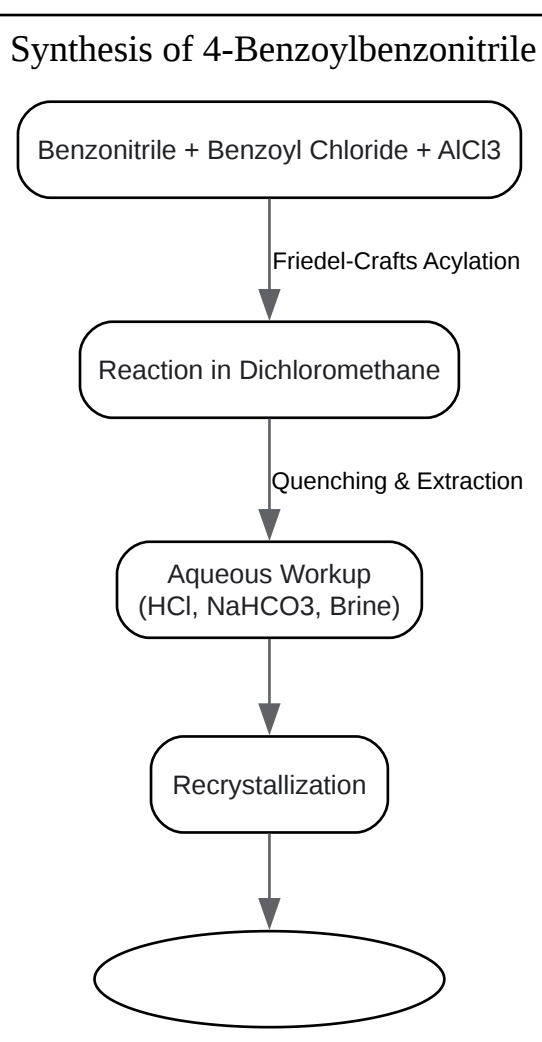 Synthesis of 4-Benzoylbenzonitrile
Benzonitrile + Benzoyl Chloride + AlCl3
Friedel-Crafts Acylation
Reaction in Dichloromethane
Quenching & Extraction
Aqueous Workup
(HCl, NaHCO3, Brine)
Recrystallization